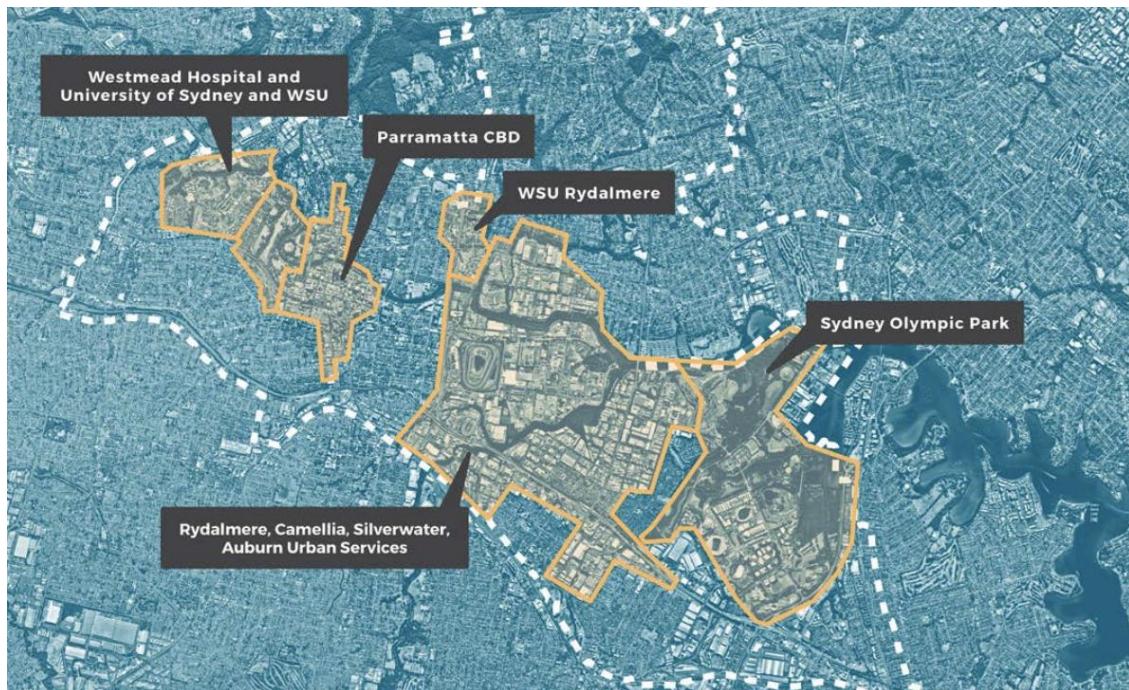 Westmead Hospital and
University of Sydney and WSU
Parramatta CBD
WSU Rydalmere
Sydney Olympic Park
Rydalmere, Camellia, Silverwater,
Auburn Urban Services